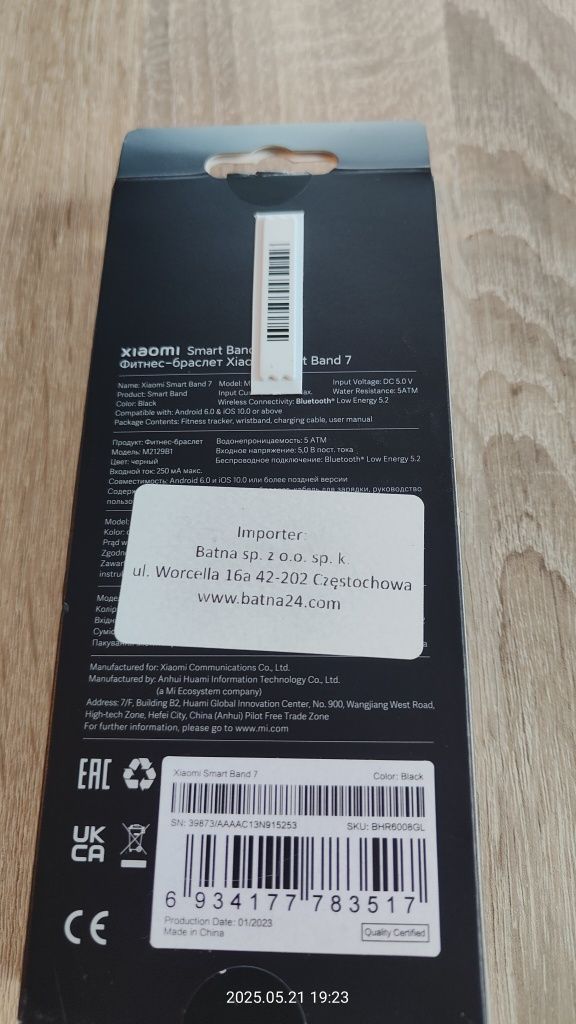 xiaomi Smart Band
Фитнес-браслет Band 7
Name: Xiaomi Smart Band 7 Model: Input Voltage: DC 5.0 V
Product: Smart Band Input Water Resistance: 5ATM
Color: Black Wireless Connectivity: Bluetooth® Low Energy 5.2
Compatible with: Android 6.0 & iOS 10.0 or above
Package Contents: Fitness tracker, wristband, charging cable, user manual
Продукт: Фитнес-браслет Водонепроницаемость: 5 ATM
Модель: M2129B1 Входное напряжение: 5,0 В пост. тока
Цвет: черный Беспроводное подключение: Bluetooth® Low Energy 5.2
Входной ток: 250 мА макс.
Совместимость: Android 6.0 и iOS 10.0 или более поздней версии
для зарядки, руководство
Model:
Importer:
Batna sp. z o.o. sp. k.
ul. Worcella 16a 42-202 Częstochowa
www.batna24.com
Manufactured for: Xiaomi Communications Co., Ltd.
Manufactured by: Anhui Huami Information Technology Co., Ltd.
(a Mi Ecosystem company)
Address: 7/F, Building B2, Huami Global Innovation Center, No. 900, Wangjiang West Road,
High-tech Zone, Hefei City, China (Anhui) Pilot Free Trade Zone
For further information, please go to www.mi.com
EAC
Xiaomi Smart Band 7 Color: Black
SN: 39873/AAAAC13N915253 SKU: BHR6008GL
UK
CA
6 934177 783517
CE
Production Date: 01/2023
Made in China Quality Certified
2025.05.21 19:23